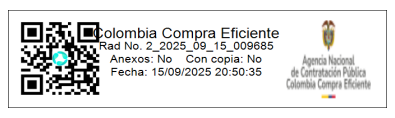 Colombia Compra Eficiente
Rad No. 2_2025_09_15_009685
Anexos: No    Con copia: No
Fecha: 15/09/2025 20:50:35
Agencia Nacional
de Contratación Pública
Colombia Compra Eficiente